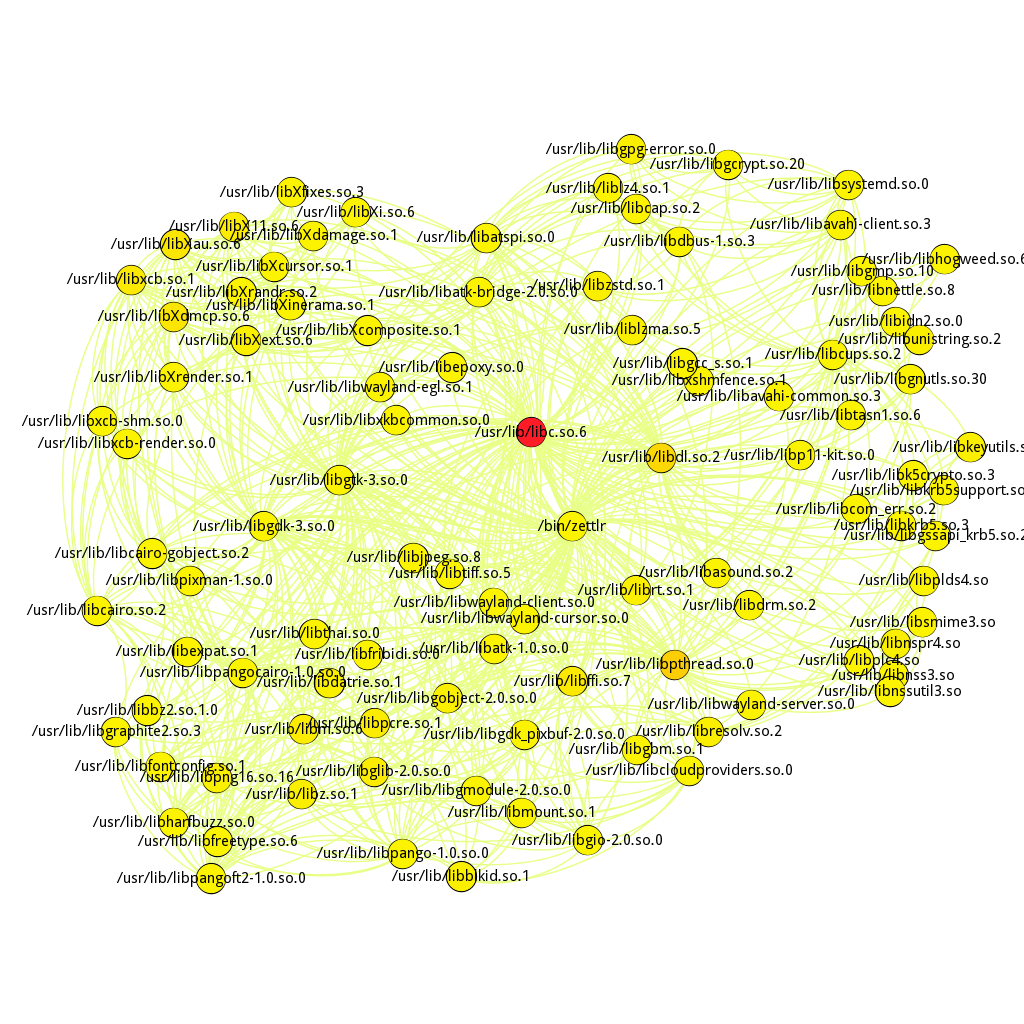 /usr/lib/libgpg-error.so.0
/usr/lib/libgcrypt.so.20
/usr/lib/libsystemd.so.0
/usr/lib/liblz4.so.1
/usr/lib/libXfixes.so.3
/usr/lib/libcap.so.2
/usr/lib/libXi.so.6
/usr/lib/libavahi-client.so.3
/usr/lib/libX11.so.6
/usr/lib/libXdamage.so.1
/usr/lib/libatspi.so.0
/usr/lib/libdbus-1.so.3
/usr/lib/libXau.so.6
/usr/lib/libhogweed.so.6
/usr/lib/libXcursor.so.1
/usr/lib/libgmp.so.10
/usr/lib/libxcb.so.1
/usr/lib/libzstd.so.1
/usr/lib/libnettle.so.8
/usr/lib/libXrandr.so.2
/usr/lib/libatk-bridge-2.0.so.0
/usr/lib/libXinerama.so.1
/usr/lib/libXdmcp.so.6
/usr/lib/libidn2.so.0
/usr/lib/libXcomposite.so.1
/usr/lib/liblzma.so.5
/usr/lib/libXext.so.6
/usr/lib/libunistring.so.2
/usr/lib/libcups.so.2
/usr/lib/libgcc_s.so.1
/usr/lib/libepoxy.so.0
/usr/lib/libXrender.so.1
/usr/lib/libxshmfence.so.1
/usr/lib/libgnutls.so.30
/usr/lib/libwayland-egl.so.1
/usr/lib/libavahi-common.so.3
/usr/lib/libtasn1.so.6
/usr/lib/libxcb-shm.so.0
/usr/lib/libxkbcommon.so.0
/usr/lib/libc.so.6
/usr/lib/libxcb-render.so.0
/usr/lib/libkeyutils.s
/usr/lib/libdl.so.2
/usr/lib/libp11-kit.so.0
/usr/lib/libk5crypto.so.3
/usr/lib/libgtk-3.so.0
/usr/lib/libkrb5support.so
/usr/lib/libcom_err.so.2
/usr/lib/libgdk-3.so.0
/bin/zettlr
/usr/lib/libkrb5.so.3
/usr/lib/libgssapi_krb5.so.2
/usr/lib/libcairo-gobject.so.2
/usr/lib/libjpeg.so.8
/usr/lib/libtiff.so.5
/usr/lib/libasound.so.2
/usr/lib/libpixman-1.so.0
/usr/lib/libplds4.so
/usr/lib/librt.so.1
/usr/lib/libwayland-client.so.0
/usr/lib/libdrm.so.2
/usr/lib/libcairo.so.2
/usr/lib/libwayland-cursor.so.0
/usr/lib/libsmime3.so
/usr/lib/libthai.so.0
/usr/lib/libnspr4.so
/usr/lib/libatk-1.0.so.0
/usr/lib/libexpat.so.1
/usr/lib/libfribidi.so.0
/usr/lib/libplc4.so
/usr/lib/libpthread.so.0
/usr/lib/libpangocairo-1.0.so.0
/usr/lib/libnss3.so
/usr/lib/libdatrie.so.1
/usr/lib/libffi.so.7
/usr/lib/libnssutil3.so
/usr/lib/libgobject-2.0.so.0
/usr/lib/libwayland-server.so.0
/usr/lib/libbz2.so.1.0
/usr/lib/libpcre.so.1
/usr/lib/libm.so.6
/usr/lib/libgraphite2.so.3
/usr/lib/libresolv.so.2
/usr/lib/libgdk_pixbuf-2.0.so.0
/usr/lib/libgbm.so.1
/usr/lib/libfontconfig.so.1
/usr/lib/libglib-2.0.so.0
/usr/lib/libcloudproviders.so.0
/usr/lib/libpng16.so.16
/usr/lib/libgmodule-2.0.so.0
/usr/lib/libz.so.1
/usr/lib/libmount.so.1
/usr/lib/libharfbuzz.so.0
/usr/lib/libfreetype.so.6
/usr/lib/libgio-2.0.so.0
/usr/lib/libpango-1.0.so.0
/usr/lib/libblkid.so.1
/usr/lib/libpangoft2-1.0.so.0